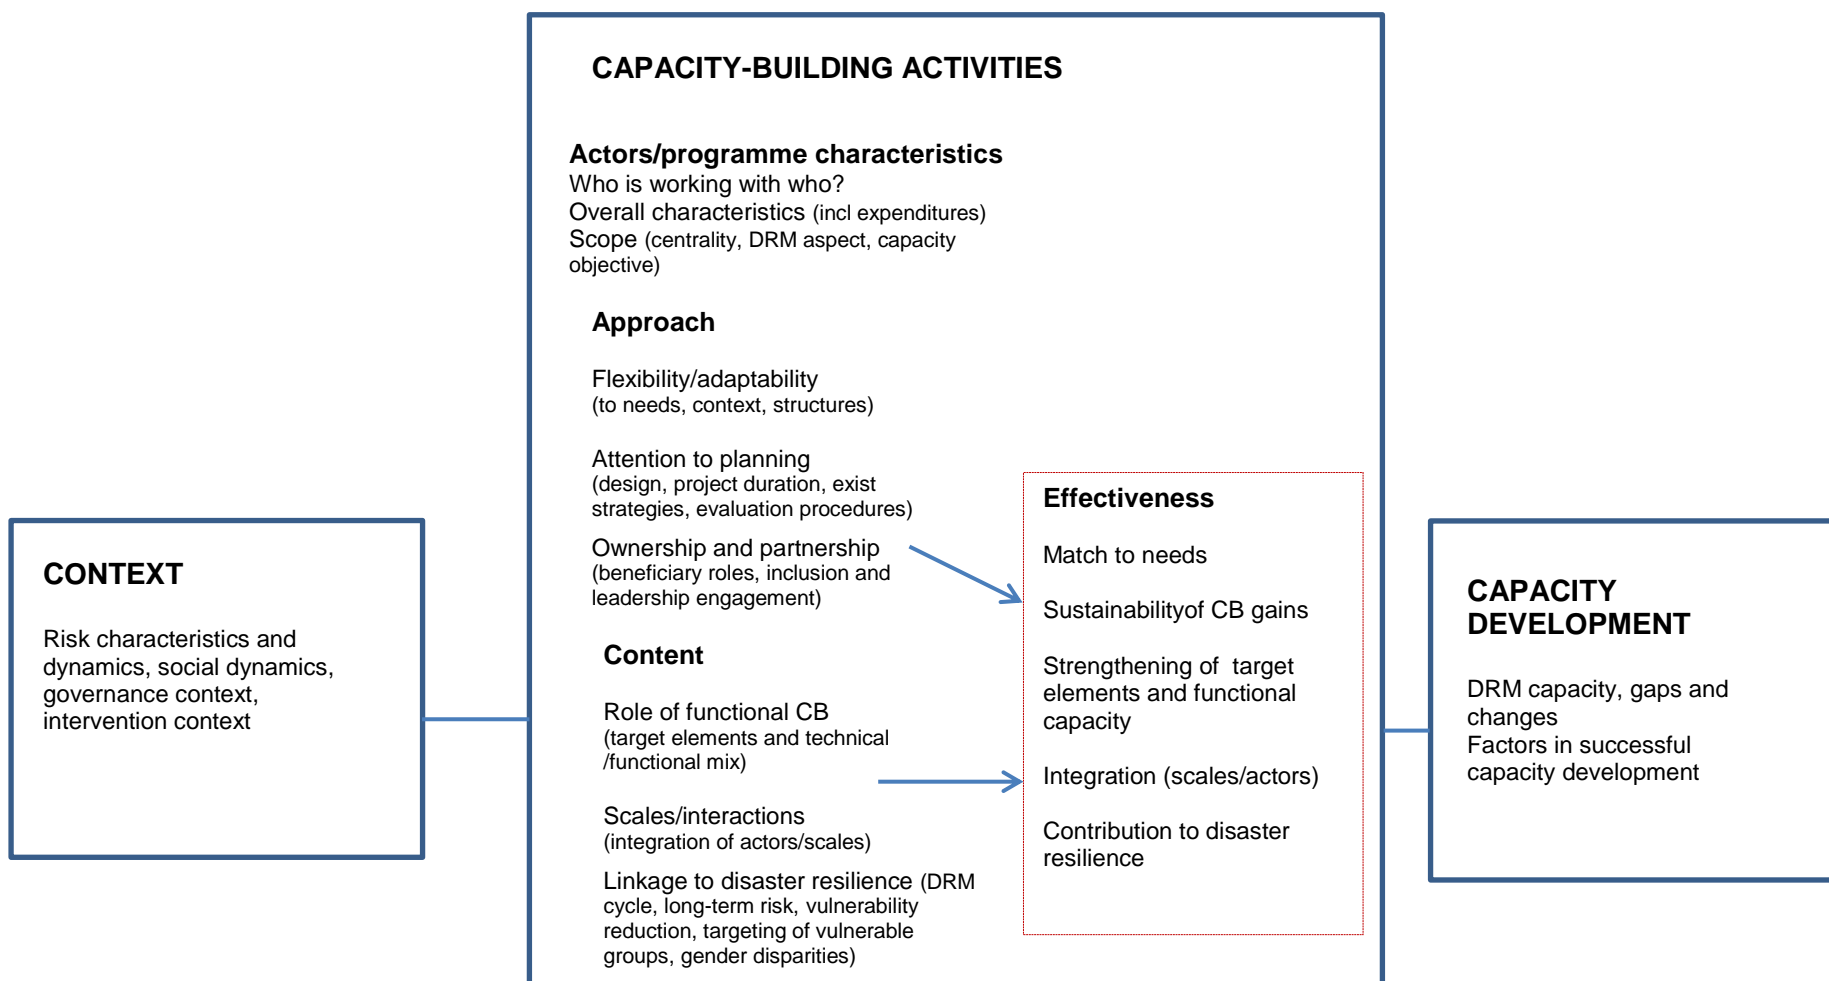 CAPACITY-BUILDING ACTIVITIES
Actors/programme characteristics
Who is working with who?
Overall characteristics (incl expenditures)
Scope (centrality, DRM aspect, capacity
objective)
Approach
Flexibility/adaptability
(to needs, context, structures)
Attention to planning
(design, project duration, exist
strategies, evaluation procedures)
Ownership and partnership
(beneficiary roles, inclusion and
leadership engagement)
Content
Role of functional CB
(target elements and technical
/functional mix)
Scales/interactions
(integration of actors/scales)
Linkage to disaster resilience (DRM
cycle, long-term risk, vulnerability
reduction, targeting of vulnerable
groups, gender disparities)
CONTEXT
Risk characteristics and
dynamics, social dynamics,
governance context,
intervention context
Effectiveness
Match to needs
Sustainabilityof CB gains
Strengthening of  target
elements and functional
capacity
Integration (scales/actors)
Contribution to disaster
resilience
CAPACITY
DEVELOPMENT
DRM capacity, gaps and
changes
Factors in successful
capacity development